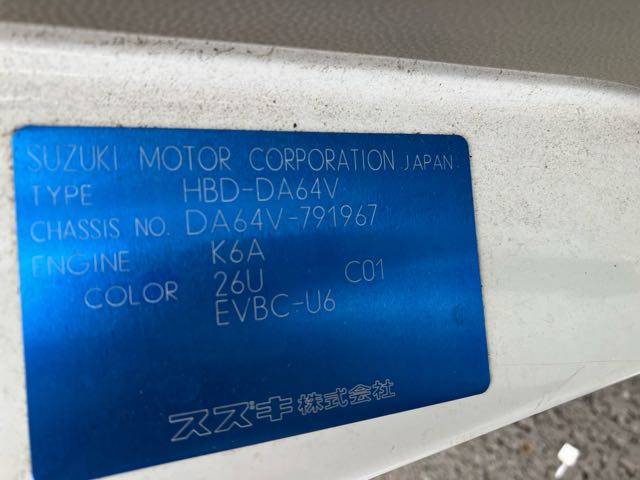 SUZUKI MOTOR CORPORATION JAPAN
TYPE HBD-DA64V
CHASSIS NO. DA64V-791967
ENGINE K6A
COLOR 26U C01
EVBC-U6
スズキ株式会社